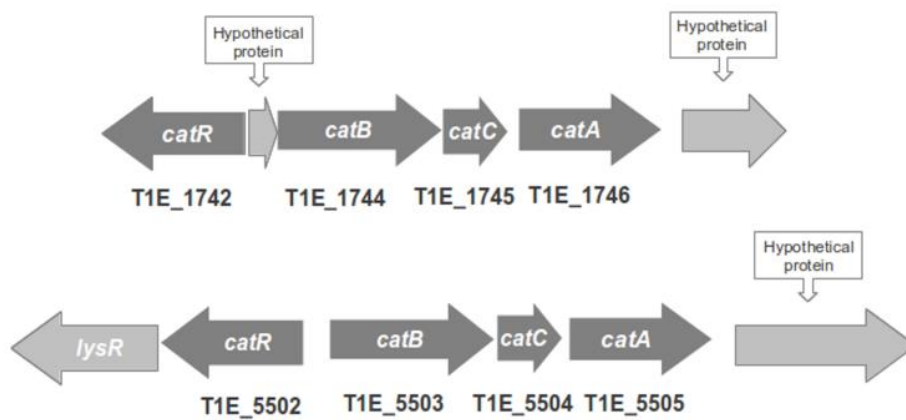 Hypothetical
protein
Hypothetical
protein
catR
catB
catC
catA
T1E_1742
T1E_1744
T1E_1745
T1E_1746
Hypothetical
protein
lysR
catR
catB
catC
catA
T1E_5502
T1E_5503
T1E_5504
T1E_5505